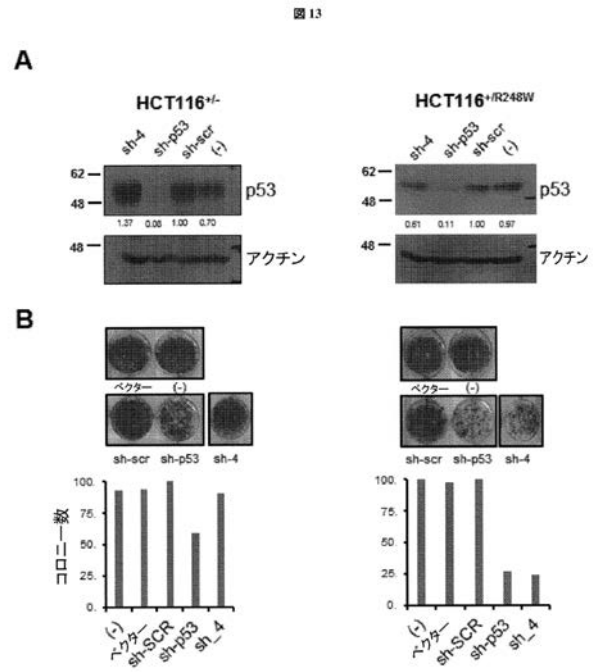 図 13
A
HCT116+/-
sh-4
sh-p53
sh-scr
(-)
62
48
p53
1.37 0.08 1.00 0.70
48
アクチン
HCT116+/R248W
sh-4
sh-p53
sh-scr
(-)
62
48
p53
0.61 0.11 1.00 0.97
48
アクチン
B
ベクター (-)
sh-scr sh-p53 sh-4
コロニー数
100.
75.
50.
25.
0.
(-)
ベクター
sh-SCR
sh-p53
sh_4
ベクター (-)
sh-scr sh-p53 sh-4
100.
75.
50.
25.
0.
(-)
ベクター
sh-SCR
sh-p53
sh_4